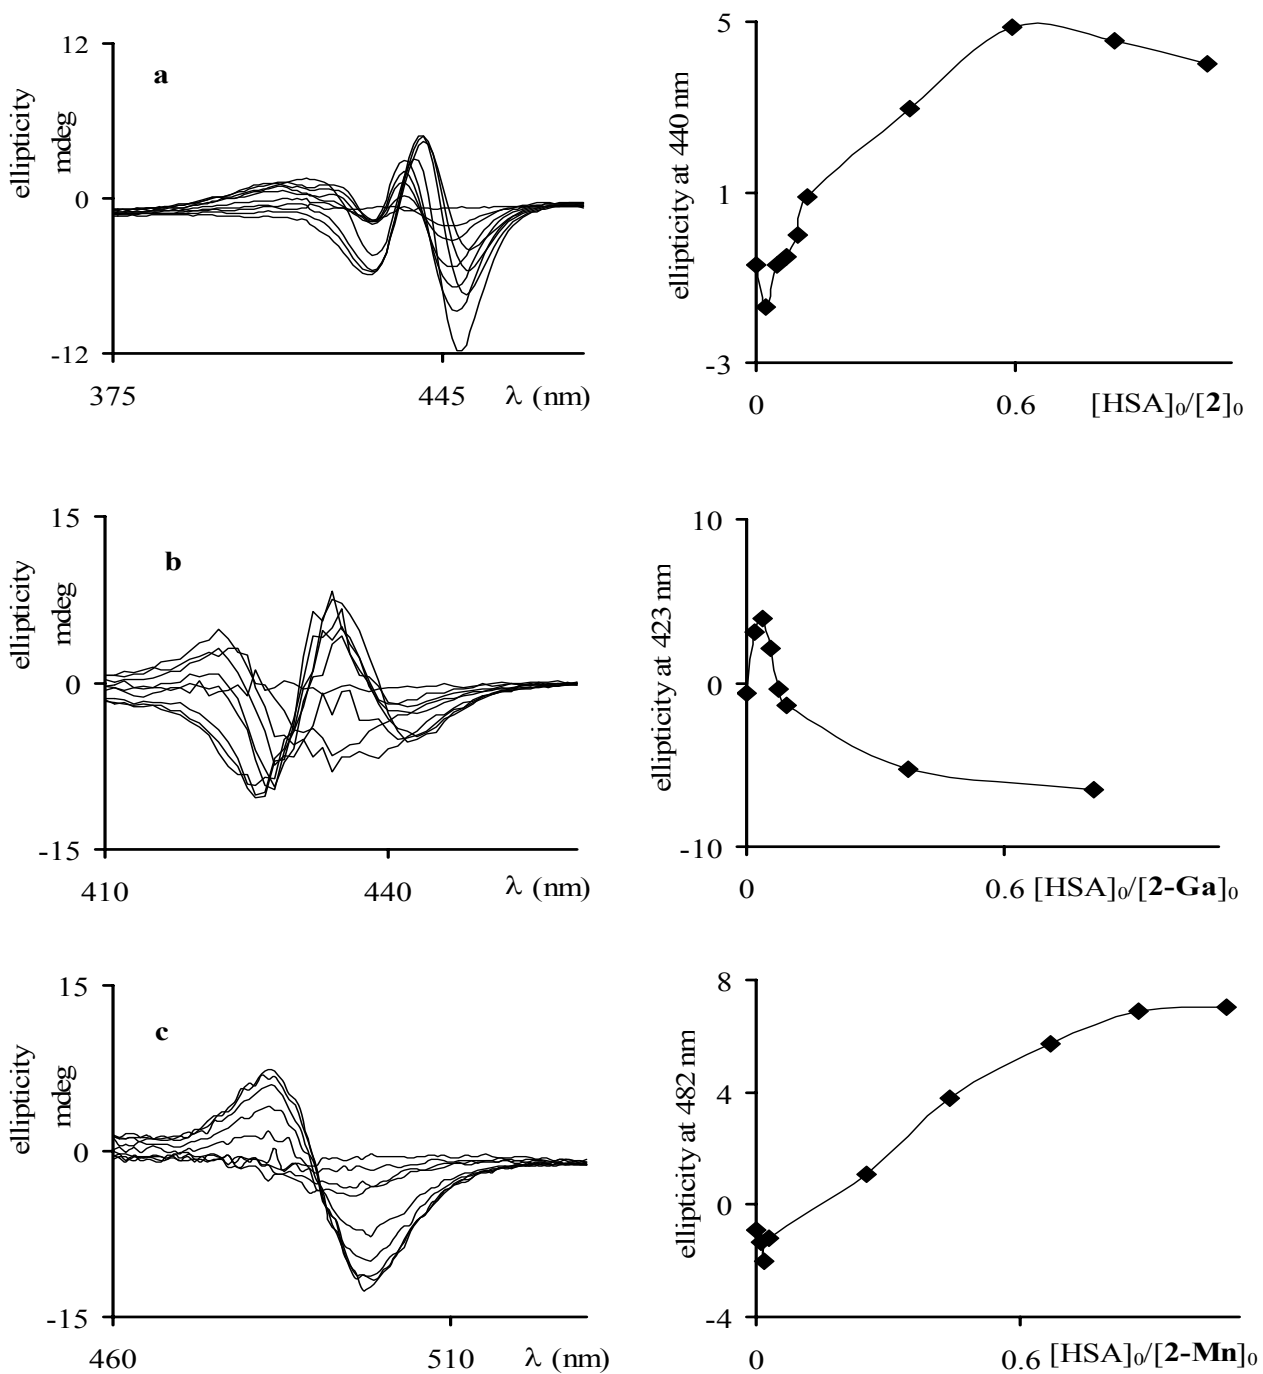 12
a
ellipticity
mdeg
0
-12
375
445
λ (nm)
5
ellipticity at 440 nm
1
-3
0
0.6
[HSA]₀/[2]₀
15
b
ellipticity
mdeg
0
-15
410
440
λ (nm)
10
ellipticity at 423 nm
0
-10
0
0.6
[HSA]₀/[2-Ga]₀
15
c
ellipticity
mdeg
0
-15
460
510
λ (nm)
8
ellipticity at 482 nm
4
0
-4
0
0.6
[HSA]₀/[2-Mn]₀